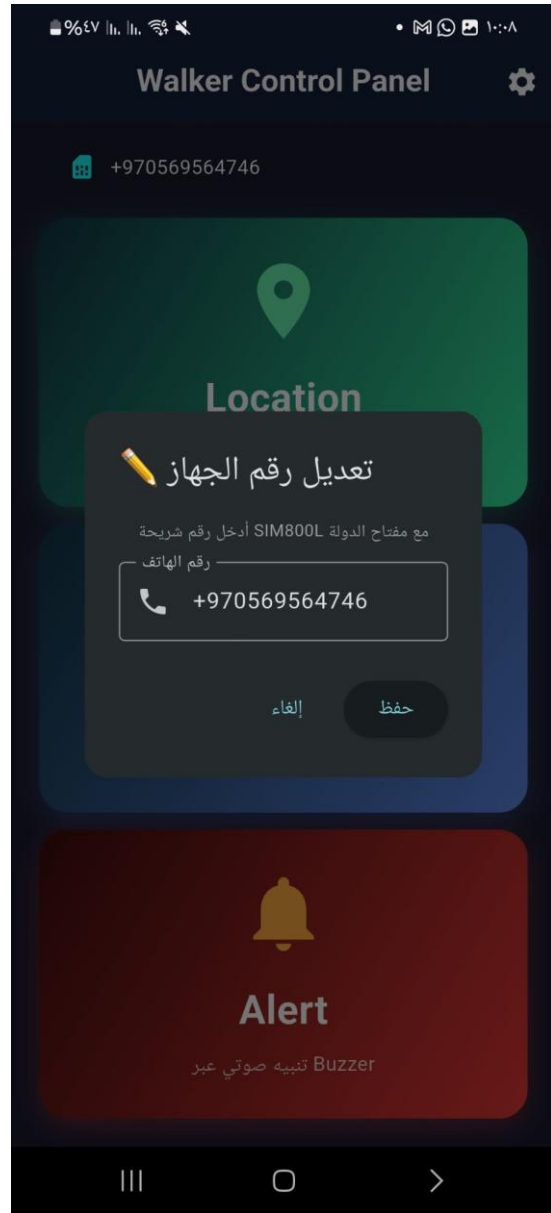 %٤٧ ١٠:٠٨
Walker Control Panel
+970569564746
Location
تعديل رقم الجهاز ✏️
أدخل رقم شريحة SIM800L مع مفتاح الدولة
رقم الهاتف
+970569564746
إلغاء حفظ
Alert
تنبيه صوتي عبر Buzzer